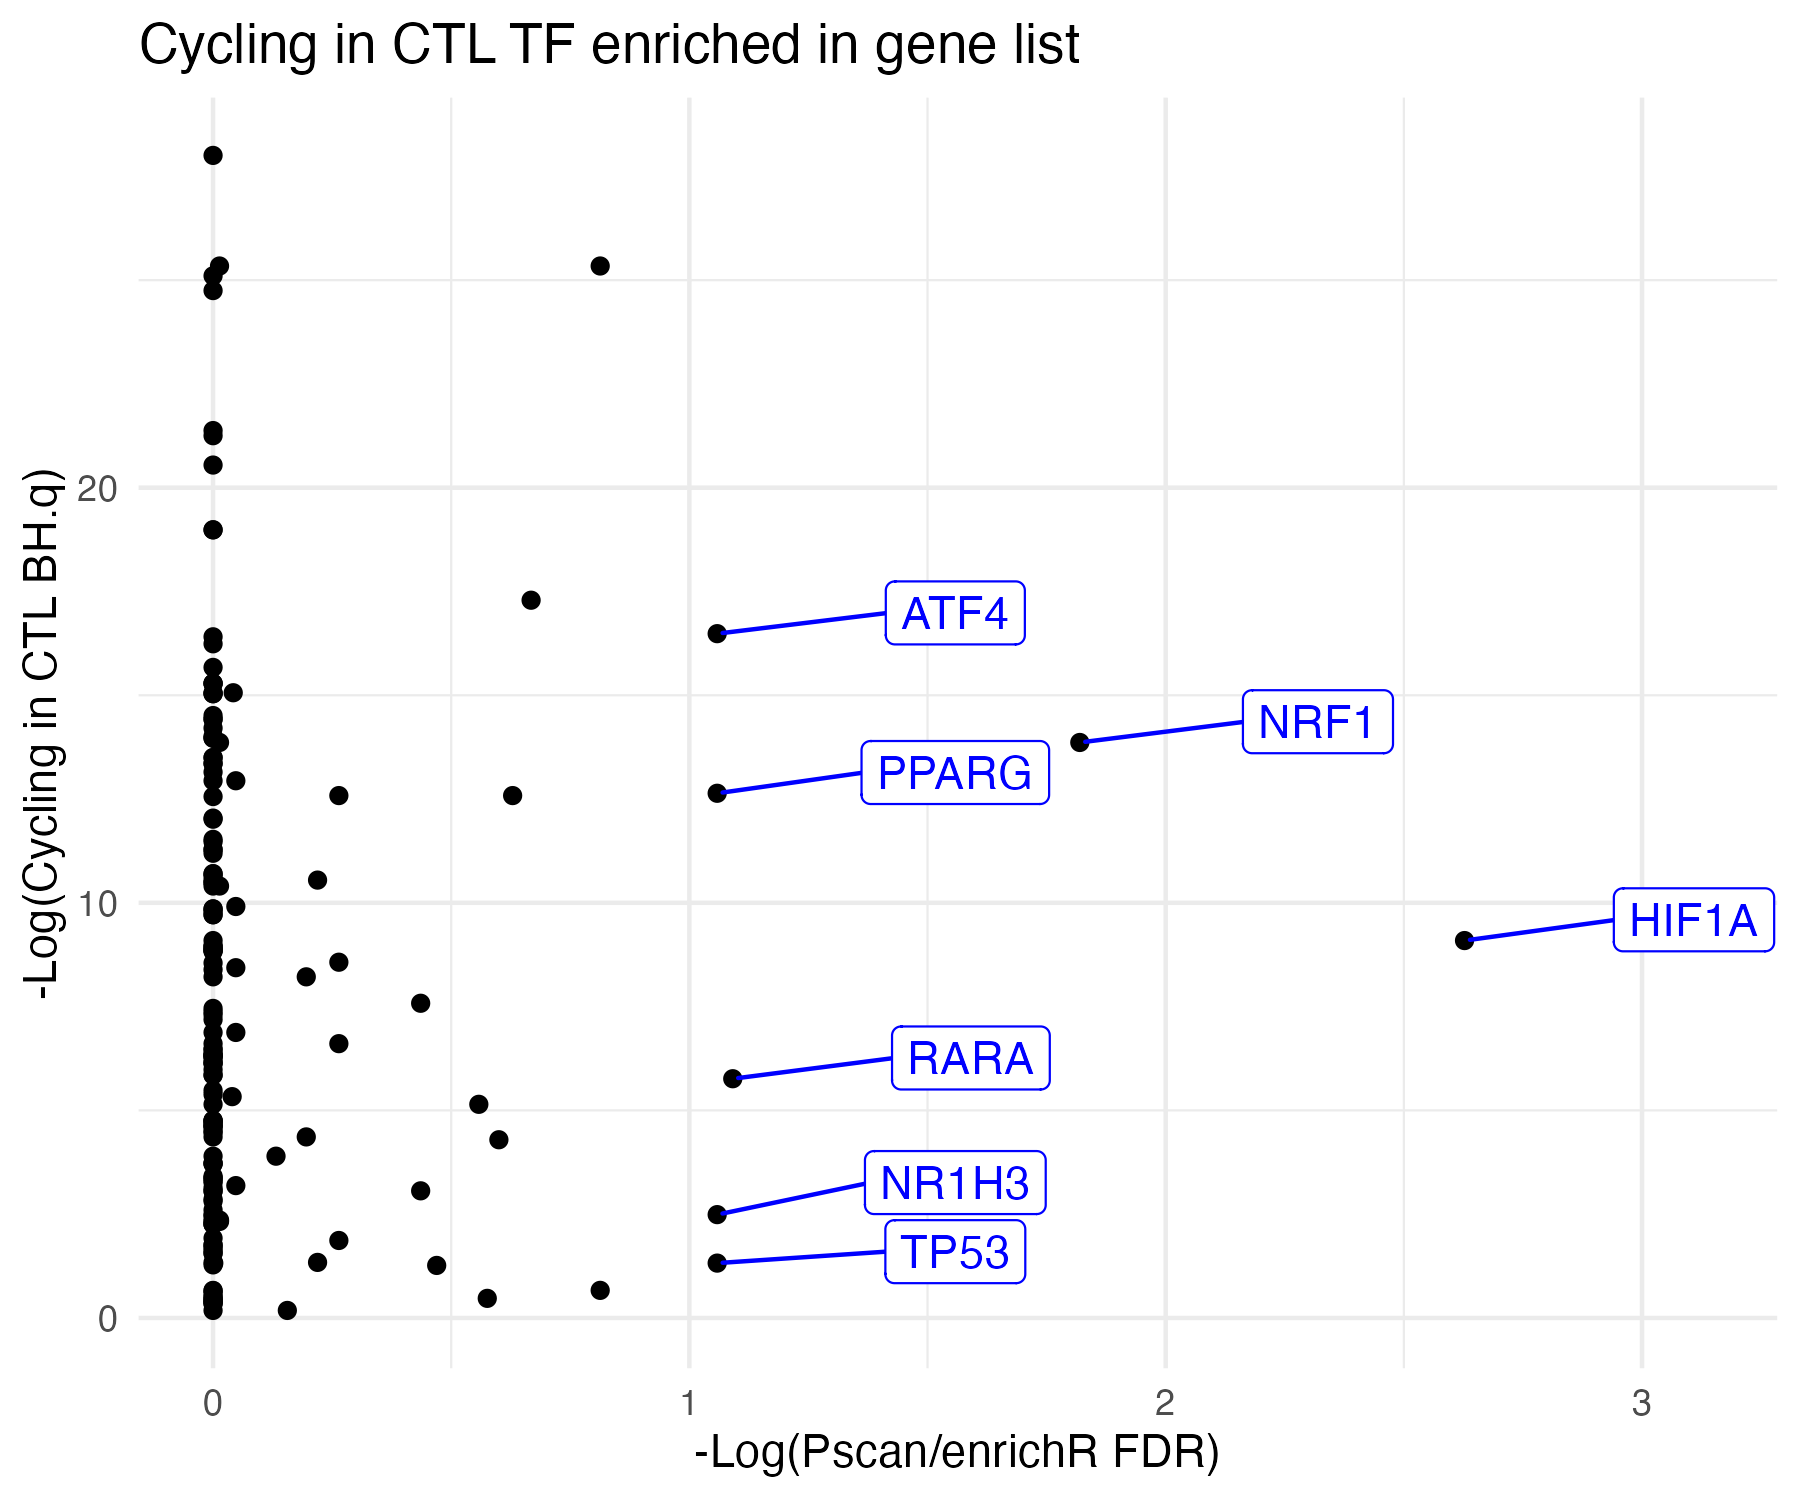 Cycling in CTL TF enriched in gene list
-Log(Cycling in CTL BH.q)
20
10
0
ATF4
NRF1
PPARG
HIF1A
RARA
NR1H3
TP53
0 1 2 3
-Log(Pscan/enrichR FDR)